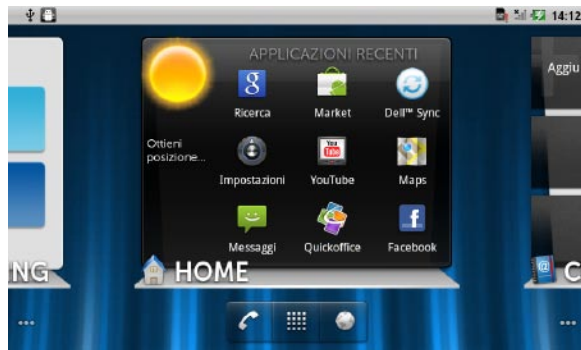 14:12
APPLICAZIONI RECENTI
Ricerca
Market
Dell™ Sync
Ottieni
posizione...
Impostazioni
YouTube
Maps
Messaggi
Quickoffice
Facebook
Aggiu
NG
HOME
C